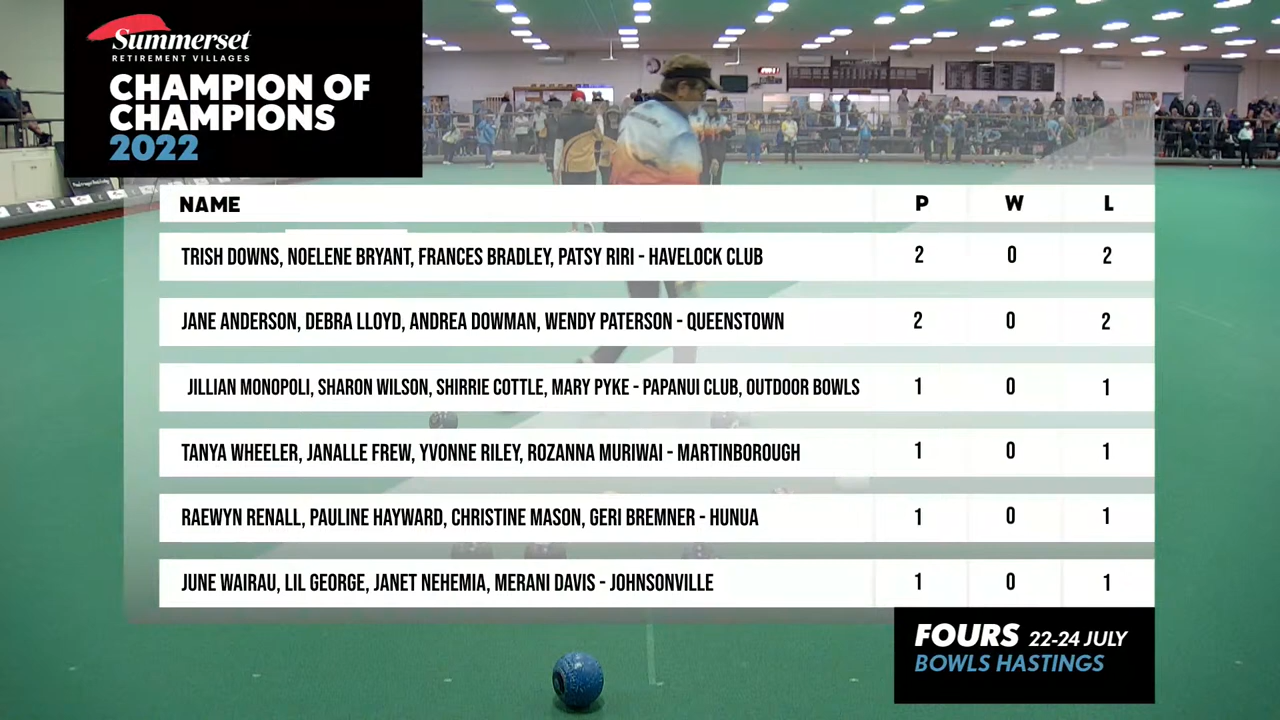 Summerset
RETIREMENT VILLAGES
CHAMPION OF
CHAMPIONS
2022
NAME P W L
TRISH DOWNS, NOELENE BRYANT, FRANCES BRADLEY, PATSY RIRI - HAVELOCK CLUB 2 0 2
JANE ANDERSON, DEBRA LLOYD, ANDREA DOWMAN, WENDY PATERSON - QUEENSTOWN 2 0 2
JILLIAN MONOPOLI, SHARON WILSON, SHIRRIE COTTLE, MARY PYKE - PAPANUI CLUB, OUTDOOR BOWLS 1 0 1
TANYA WHEELER, JANALLE FREW, YVONNE RILEY, ROZANNA MURIWAI - MARTINBOROUGH 1 0 1
RAEWYN RENALL, PAULINE HAYWARD, CHRISTINE MASON, GERI BREMNER - HUNUA 1 0 1
JUNE WAIRAU, LIL GEORGE, JANET NEHEMIA, MERANI DAVIS - JOHNSONVILLE 1 0 1
FOURS 22-24 JULY
BOWLS HASTINGS